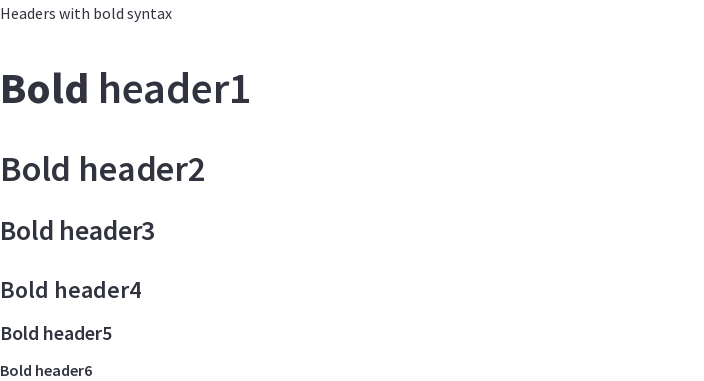 Headers with bold syntax
Bold header1
Bold header2
Bold header3
Bold header4
Bold header5
Bold header6